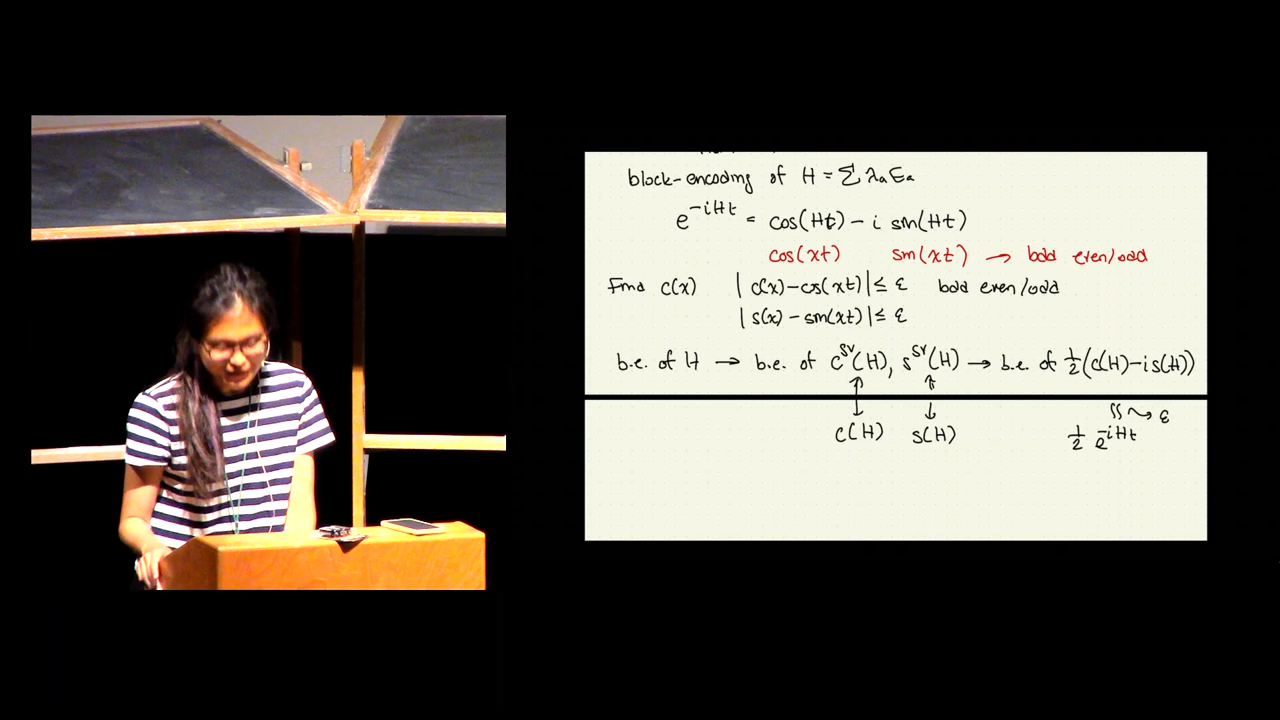 block-encoding of H = Σ λₐ Eₐ
e^{-iHt} = cos(Ht) - i sin(Ht)
cos(xt) sin(xt) → bdd even/odd
Find c(x) | c(x) - cos(xt) | ≤ ε bdd even/odd
| s(x) - sin(xt) | ≤ ε
b.e. of H → b.e. of c^{SV}(H), s^{SV}(H) → b.e. of ½(c(H) - i s(H))
c(H) s(H) ½ e^{-iHt} ε